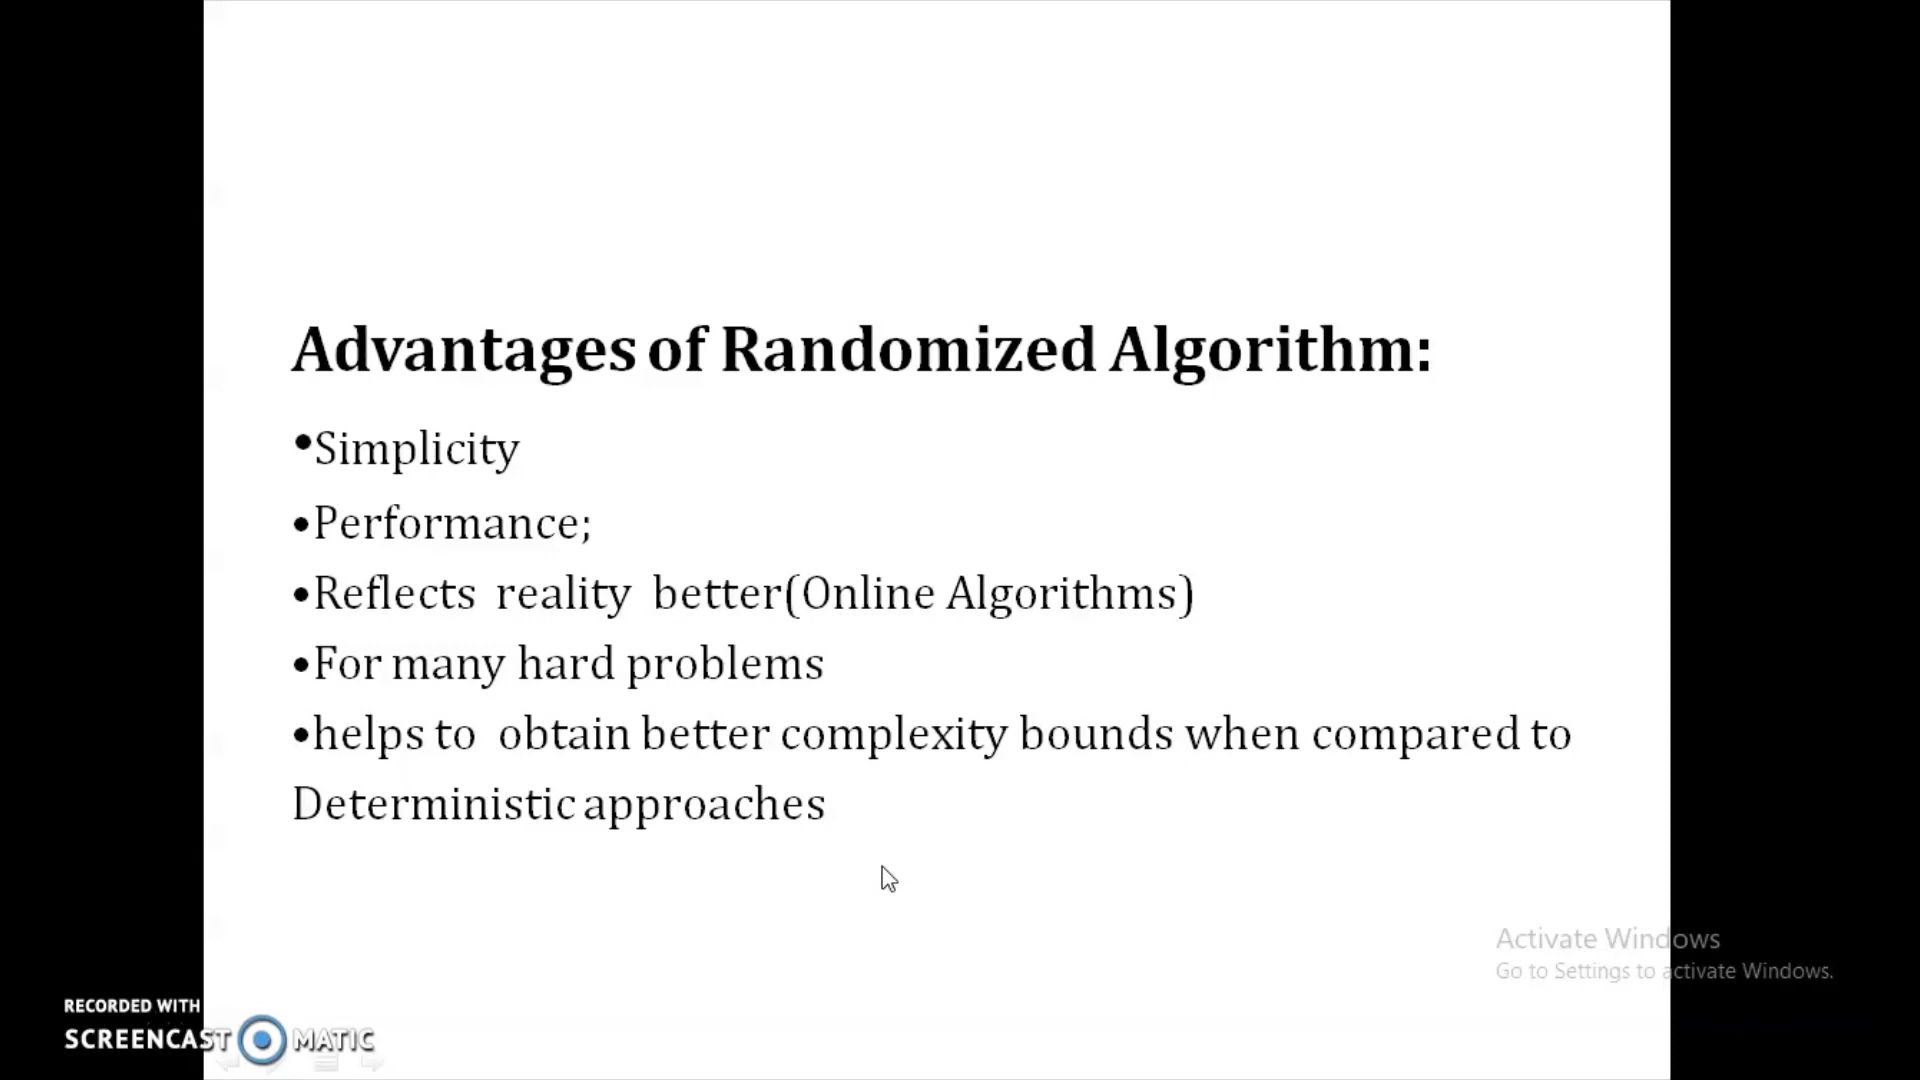 Advantages of Randomized Algorithm:
•Simplicity
•Performance;
•Reflects reality better(Online Algorithms)
•For many hard problems
•helps to obtain better complexity bounds when compared to
Deterministic approaches
Activate Windows
Go to Settings to activate Windows.
RECORDED WITH
SCREENCAST MATIC